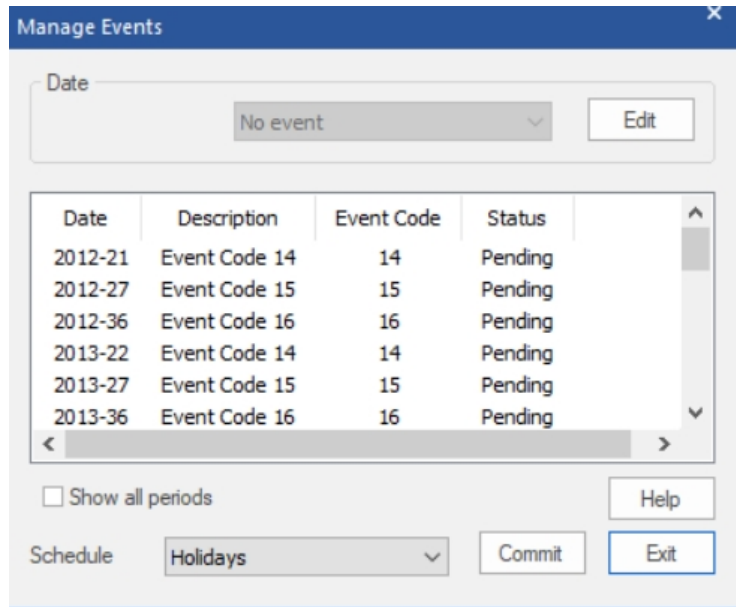 Manage Events
Date
No event
Edit
Date Description Event Code Status
2012-21 Event Code 14 14 Pending
2012-27 Event Code 15 15 Pending
2012-36 Event Code 16 16 Pending
2013-22 Event Code 14 14 Pending
2013-27 Event Code 15 15 Pending
2013-36 Event Code 16 16 Pending
Show all periods
Help
Schedule Holidays Commit Exit